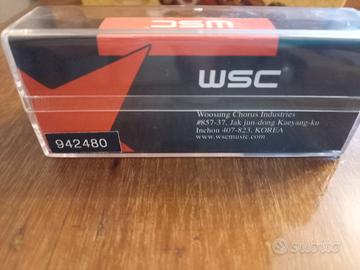 WSC
WSC
Woosung Chorus Industries
#857-37, Jak jun-dong Kaeyang-ku
Inchon 407-823, KOREA
www.wscmusic.com
942480
subito